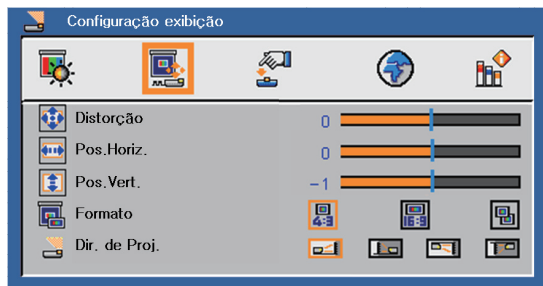 Configuração exibição
Distorção 0
Pos.Horiz. 0
Pos.Vert. -1
Formato 4:3 16:9
Dir. de Proj.